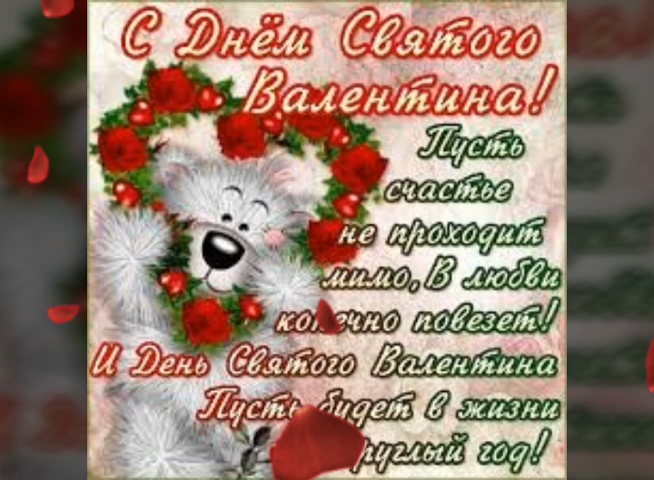 С Днём Святого
Валентина!
Пусть
счастье
не проходит
мимо, В любви
конечно повезет!
И День Святого Валентина
Пусть будет в жизни
круглый год!